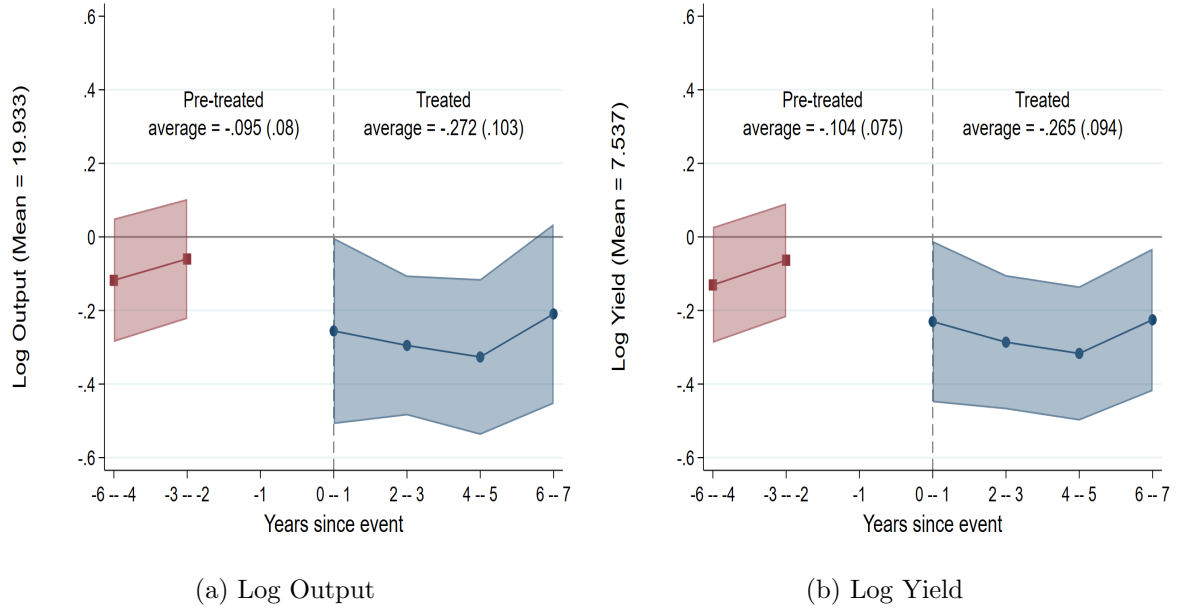 Log Output (Mean = 19.933)
.6
.4
.2
0
-.2
-.4
-.6
Pre-treated
average = -.095 (.08)
Treated
average = -.272 (.103)
-6 -- -4
-3 -- -2
-1
0 -- 1
2 -- 3
4 -- 5
6 -- 7
Years since event
(a) Log Output
Log Yield (Mean = 7.537)
.6
.4
.2
0
-.2
-.4
-.6
Pre-treated
average = -.104 (.075)
Treated
average = -.265 (.094)
-6 -- -4
-3 -- -2
-1
0 -- 1
2 -- 3
4 -- 5
6 -- 7
Years since event
(b) Log Yield